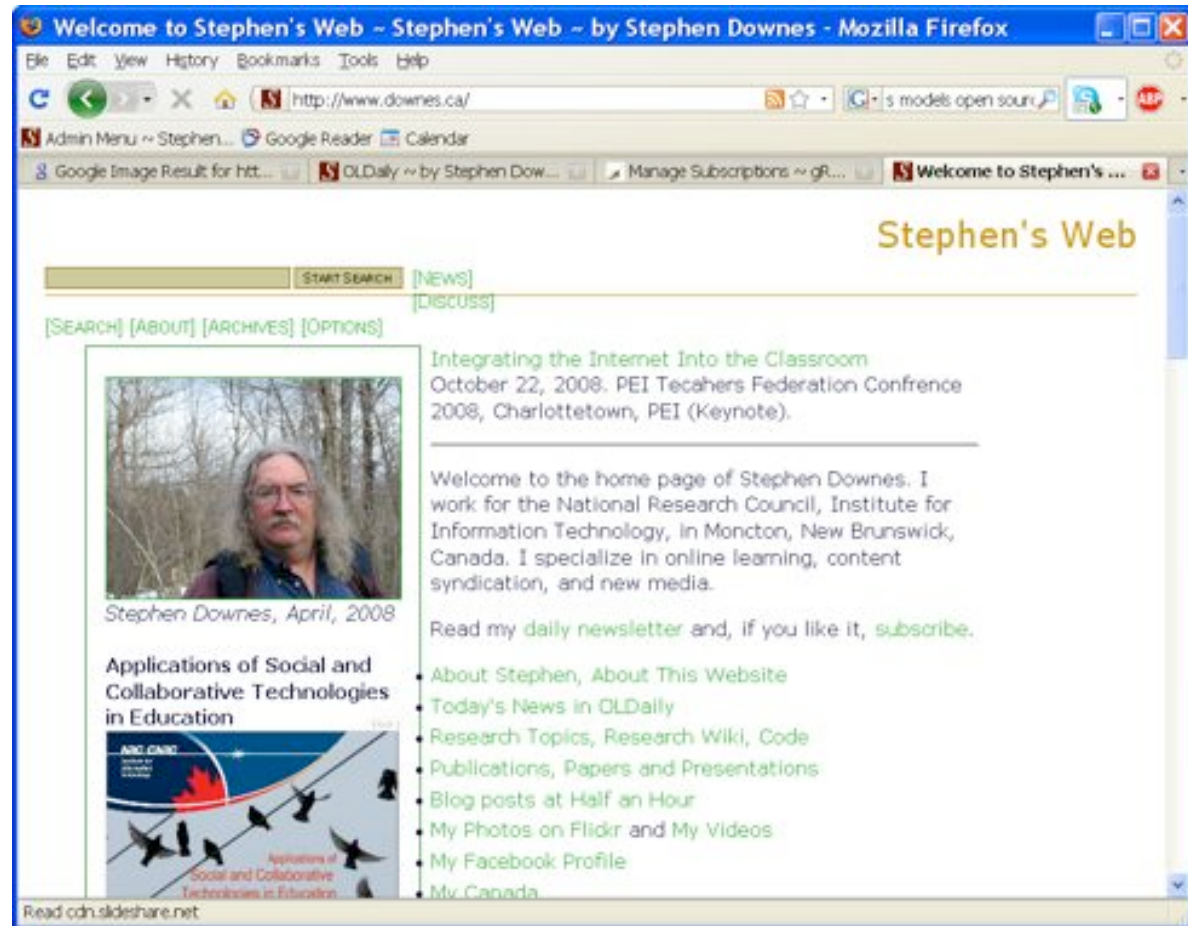 Welcome to Stephen's Web ~ Stephen's Web ~ by Stephen Downes - Mozilla Firefox
File Edit View History Bookmarks Tools Help
http://www.downes.ca/ s models open sour
Admin Menu ~ Stephen... Google Reader Calendar
Google Image Result for htt... OLDaily ~ by Stephen Dow... Manage Subscriptions ~ gR... Welcome to Stephen's ...
Stephen's Web
START SEARCH [NEWS]
[DISCUSS]
[SEARCH] [ABOUT] [ARCHIVES] [OPTIONS]
Integrating the Internet Into the Classroom
October 22, 2008. PEI Tecahers Federation Confrence
2008, Charlottetown, PEI (Keynote).
Welcome to the home page of Stephen Downes. I
work for the National Research Council, Institute for
Information Technology, in Moncton, New Brunswick,
Canada. I specialize in online learning, content
syndication, and new media.
Stephen Downes, April, 2008
Read my daily newsletter and, if you like it, subscribe.
Applications of Social and
Collaborative Technologies
in Education
NRC CNRC
Applications of
Social and Collaborative
Technologies in Education
About Stephen, About This Website
Today's News in OLDaily
Research Topics, Research Wiki, Code
Publications, Papers and Presentations
Blog posts at Half an Hour
My Photos on Flickr and My Videos
My Facebook Profile
My Canada
Read cdn.slideshare.net